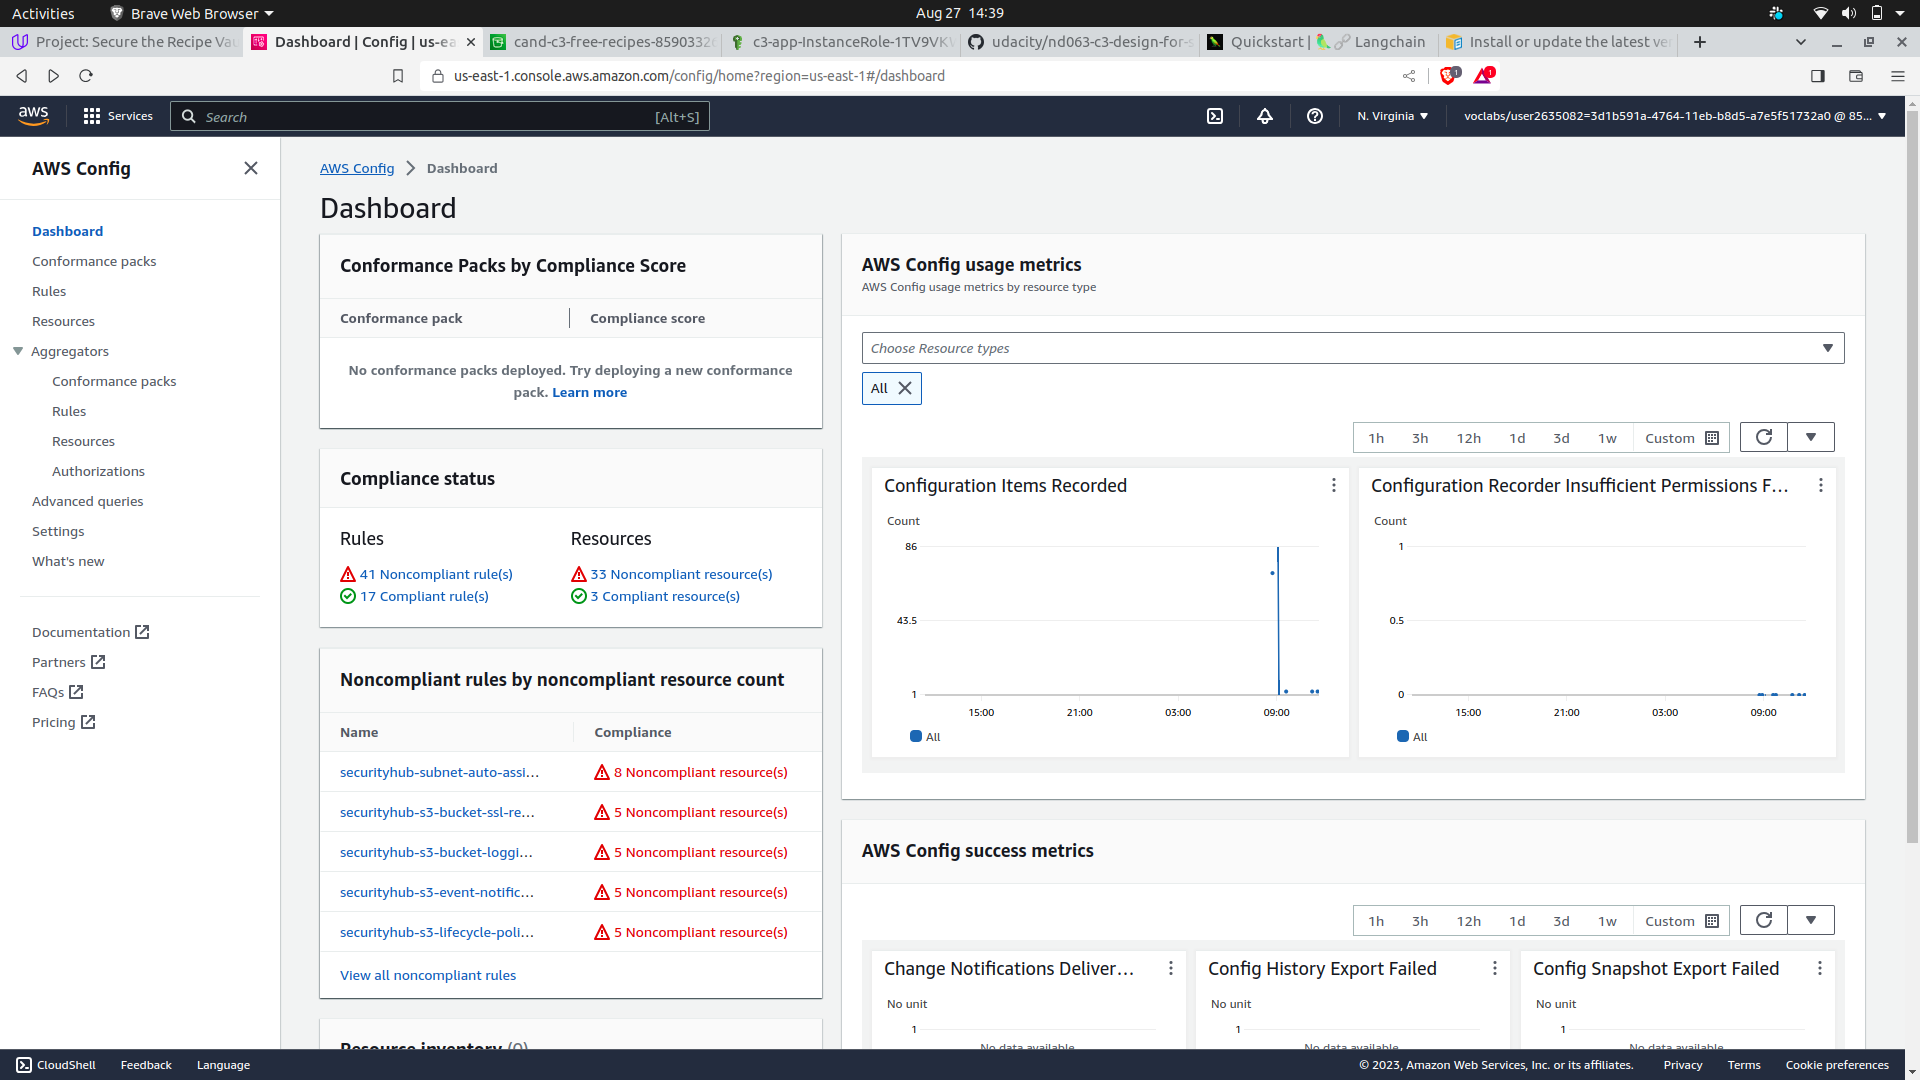 Activities
Brave Web Browser
Aug 27 14:39
Project: Secure the Recipe Vau
Dashboard | Config | us-ea
cand-c3-free-recipes-8590332
c3-app-InstanceRole-1TV9VKV
udacity/nd063-c3-design-for-s
Quickstart | Langchain
Install or update the latest ver
us-east-1.console.aws.amazon.com/config/home?region=us-east-1#/dashboard
1
1
aws
Services
Search
[Alt+S]
N. Virginia
voclabs/user2635082=3d1b591a-4764-11eb-b8d5-a7e5f51732a0 @ 85...
AWS Config
Dashboard
Conformance packs
Rules
Resources
Aggregators
Conformance packs
Rules
Resources
Authorizations
Advanced queries
Settings
What's new
Documentation
Partners
FAQs
Pricing
AWS Config
Dashboard
Dashboard
Conformance Packs by Compliance Score
Conformance pack
Compliance score
No conformance packs deployed. Try deploying a new conformance
pack. Learn more
Compliance status
Rules
Resources
41 Noncompliant rule(s)
33 Noncompliant resource(s)
17 Compliant rule(s)
3 Compliant resource(s)
Noncompliant rules by noncompliant resource count
Name
Compliance
securityhub-subnet-auto-assi...
8 Noncompliant resource(s)
securityhub-s3-bucket-ssl-re...
5 Noncompliant resource(s)
securityhub-s3-bucket-loggi...
5 Noncompliant resource(s)
securityhub-s3-event-notific...
5 Noncompliant resource(s)
securityhub-s3-lifecycle-poli...
5 Noncompliant resource(s)
View all noncompliant rules
Resource inventory (0)
AWS Config usage metrics
AWS Config usage metrics by resource type
Choose Resource types
All
1h 3h 12h 1d 3d 1w Custom
Configuration Items Recorded
Count
86
43.5
1
15:00 21:00 03:00 09:00
All
Configuration Recorder Insufficient Permissions F...
Count
1
0.5
0
15:00 21:00 03:00 09:00
All
AWS Config success metrics
1h 3h 12h 1d 3d 1w Custom
Change Notifications Deliver...
No unit
1
No data available
Config History Export Failed
No unit
1
No data available
Config Snapshot Export Failed
No unit
1
No data available
CloudShell
Feedback
Language
© 2023, Amazon Web Services, Inc. or its affiliates.
Privacy
Terms
Cookie preferences